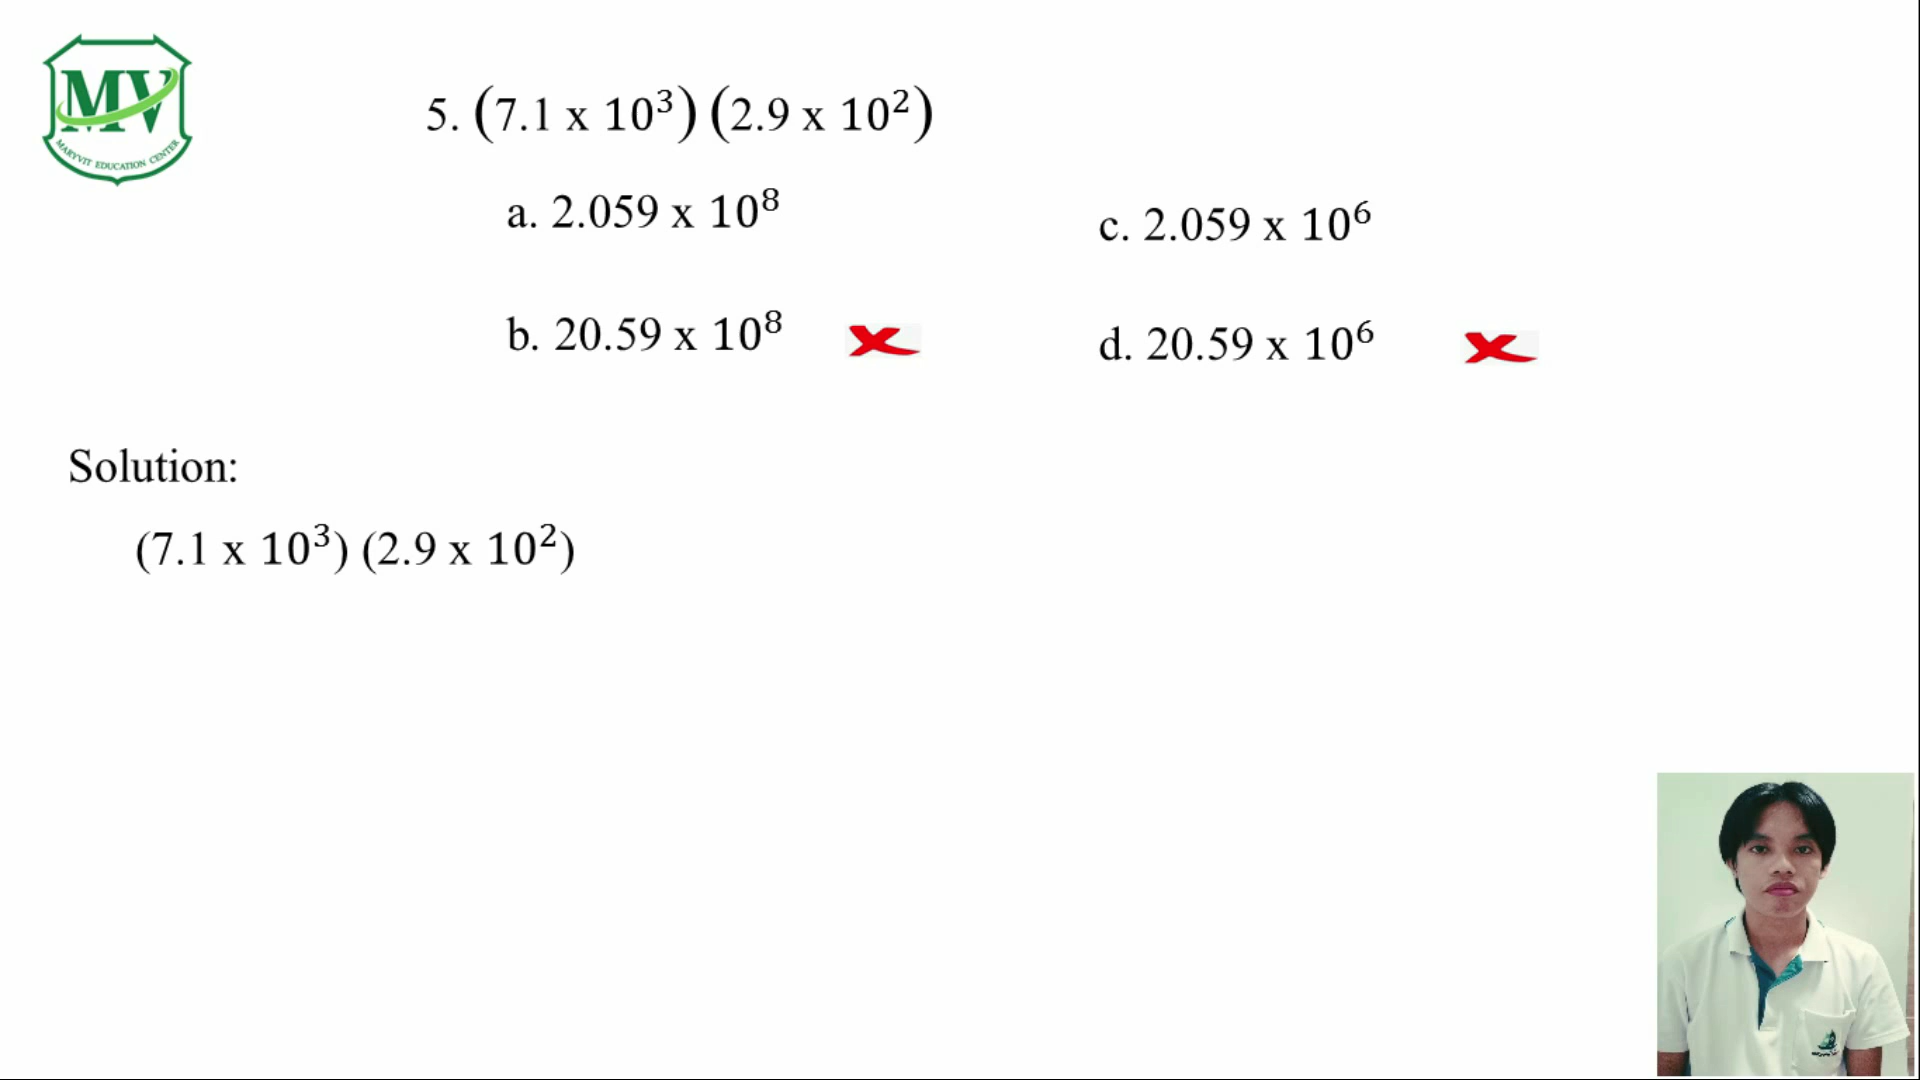 MV
MARYVIT EDUCATION CENTER
5. (7.1 x 10³) (2.9 x 10²)
a. 2.059 x 10⁸
c. 2.059 x 10⁶
b. 20.59 x 10⁸
d. 20.59 x 10⁶
Solution:
(7.1 x 10³) (2.9 x 10²)